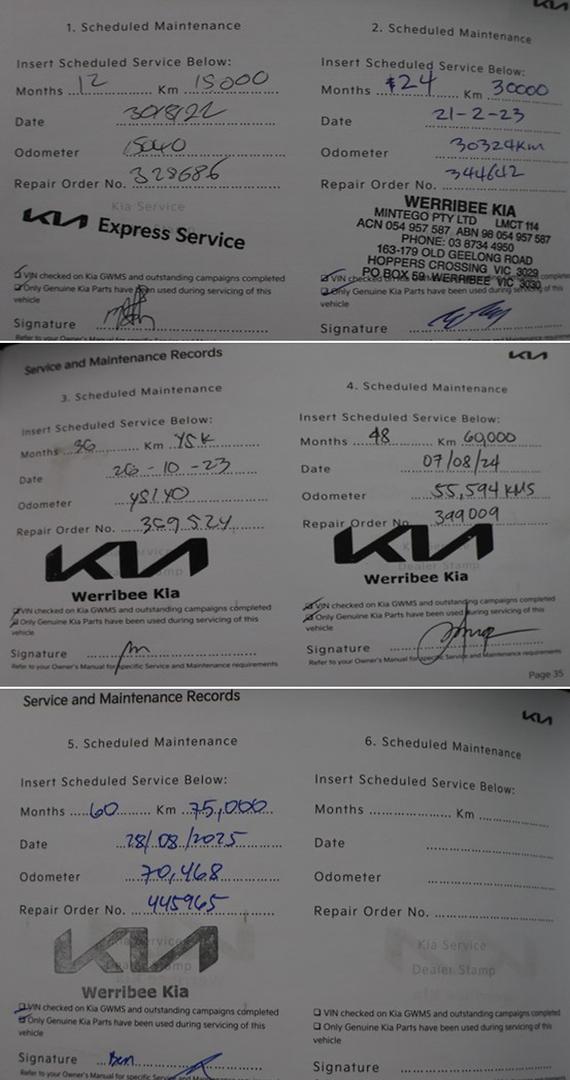 KIA
1. Scheduled Maintenance
Insert Scheduled Service Below:
Months 12 Km 15000
Date 30/8/22
Odometer 15040
Repair Order No. 328686
Kia Service
KIA Express Service
VIN checked on Kia GWMS and outstanding campaigns completed
Only Genuine Kia Parts have been used during servicing of this
vehicle
Signature
2. Scheduled Maintenance
Insert Scheduled Service Below:
Months 24 Km 30000
Date 21-2-23
Odometer 30324km
Repair Order No. 344642
WERRIBEE KIA
MINTEGO PTY LTD LMCT 114
ACN 054 957 587 ABN 98 054 957 587
PHONE: 03 8734 4950
163-179 OLD GEELONG ROAD
HOPPERS CROSSING VIC 3029
PO BOX 59 WERRIBEE VIC 3030
VIN checked on
Only Genuine Kia Parts have been used during servicing of this
vehicle
Signature
Service and Maintenance Records
KIA
3. Scheduled Maintenance
Insert Scheduled Service Below:
Months 36 Km 45K
Date 26-10-23
Odometer 45140
Repair Order No. 369524
KIA
Werribee Kia
VIN checked on Kia GWMS and outstanding campaigns completed
Only Genuine Kia Parts have been used during servicing of this
vehicle
Signature
Refer to your Owner's Manual for specific Service and Maintenance requirements
4. Scheduled Maintenance
Insert Scheduled Service Below:
Months 48 Km 60,000
Date 07/08/24
Odometer 55,594 KMS
Repair Order No. 399009
KIA
Dealer Stamp
Werribee Kia
VIN checked on Kia GWMS and outstanding campaigns completed
Only Genuine Kia Parts have been used during servicing of this
vehicle
Signature
Refer to your Owner's Manual for specific Service and Maintenance requirements
Page 35
Service and Maintenance Records
KIA
5. Scheduled Maintenance
Insert Scheduled Service Below:
Months 60 Km 75,000
Date 28/08/2025
Odometer 70,468
Repair Order No. 445965
KIA
Werribee Kia
VIN checked on Kia GWMS and outstanding campaigns completed
Only Genuine Kia Parts have been used during servicing of this
vehicle
Signature Ben
6. Scheduled Maintenance
Insert Scheduled Service Below:
Months Km
Date
Odometer
Repair Order No.
Kia Service
Dealer Stamp
VIN checked on Kia GWMS and outstanding campaigns completed
Only Genuine Kia Parts have been used during servicing of this
vehicle
Signature